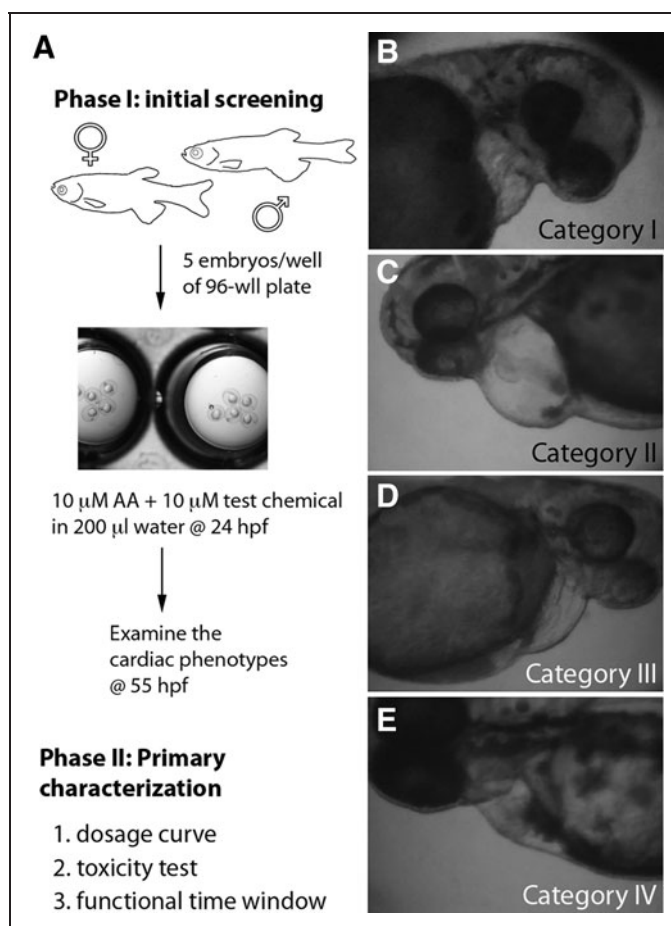 A
Phase I: initial screening
5 embryos/well
of 96-wll plate
10 μM AA + 10 μM test chemical
in 200 μl water @ 24 hpf
Examine the
cardiac phenotypes
@ 55 hpf
Phase II: Primary
characterization
1. dosage curve
2. toxicity test
3. functional time window
B
Category I
C
Category II
D
Category III
E
Category IV